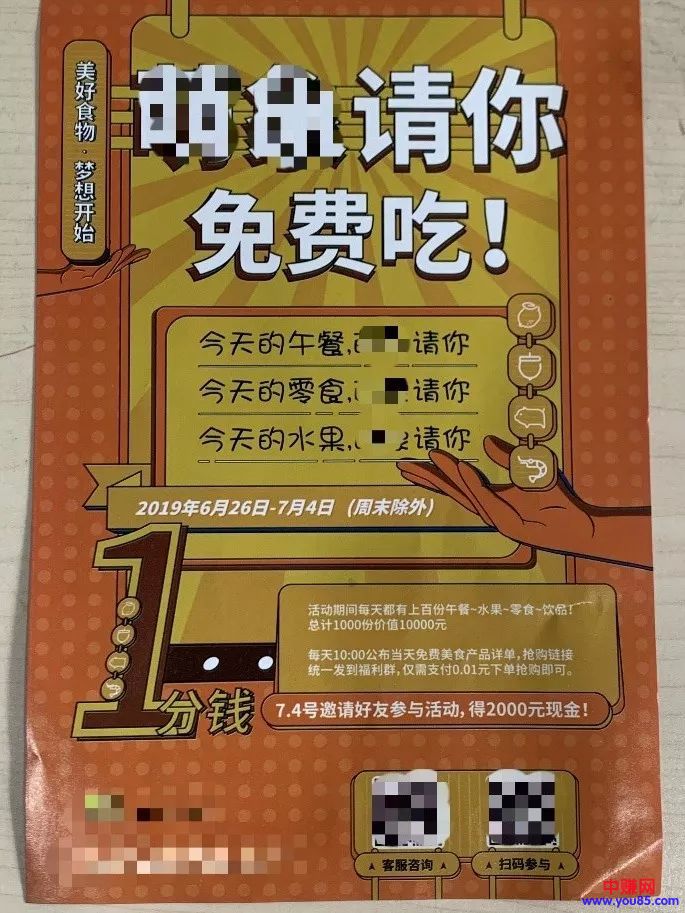 美好食物·梦想开始
请你
免费吃!
今天的午餐,请你
今天的零食,请你
今天的水果,请你
2019年6月26日-7月4日 (周末除外)
1
分钱
活动期间每天都有上百份午餐~水果~零食~饮品!
总计1000份价值10000元
每天10:00公布当天免费美食产品详单,抢购链接
统一发到福利群,仅需支付0.01元下单抢购即可。
7.4号邀请好友参与活动,得2000元现金!
客服咨询
扫码参与
中赚网
www.you85.com